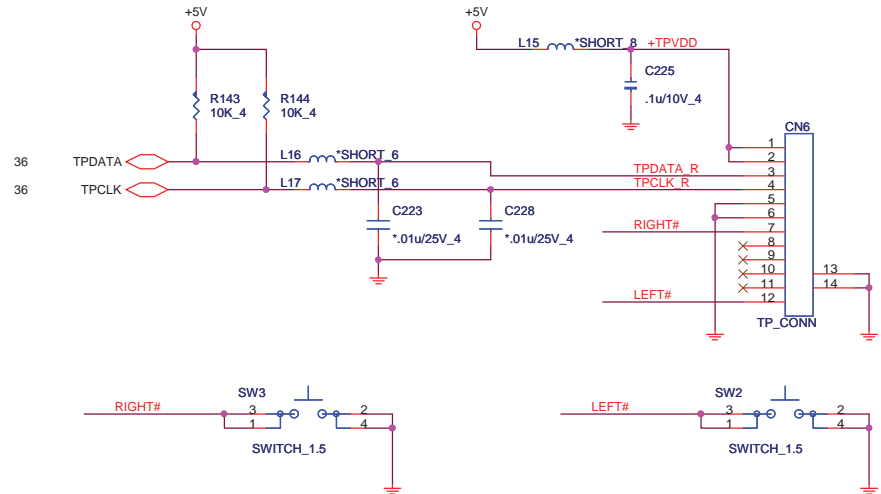 +5V
+5V
L15
*SHORT_8
+TPVDD
C225
.1u/10V_4
R143
10K_4
R144
10K_4
CN6
1
2
3
4
5
6
7
8
9
10
11
12
13
14
TP_CONN
36
TPDATA
L16
*SHORT_6
TPDATA_R
36
TPCLK
L17
*SHORT_6
TPCLK_R
C223
*.01u/25V_4
C228
*.01u/25V_4
RIGHT#
LEFT#
RIGHT#
SW3
3
1
2
4
SWITCH_1.5
LEFT#
SW2
3
1
2
4
SWITCH_1.5